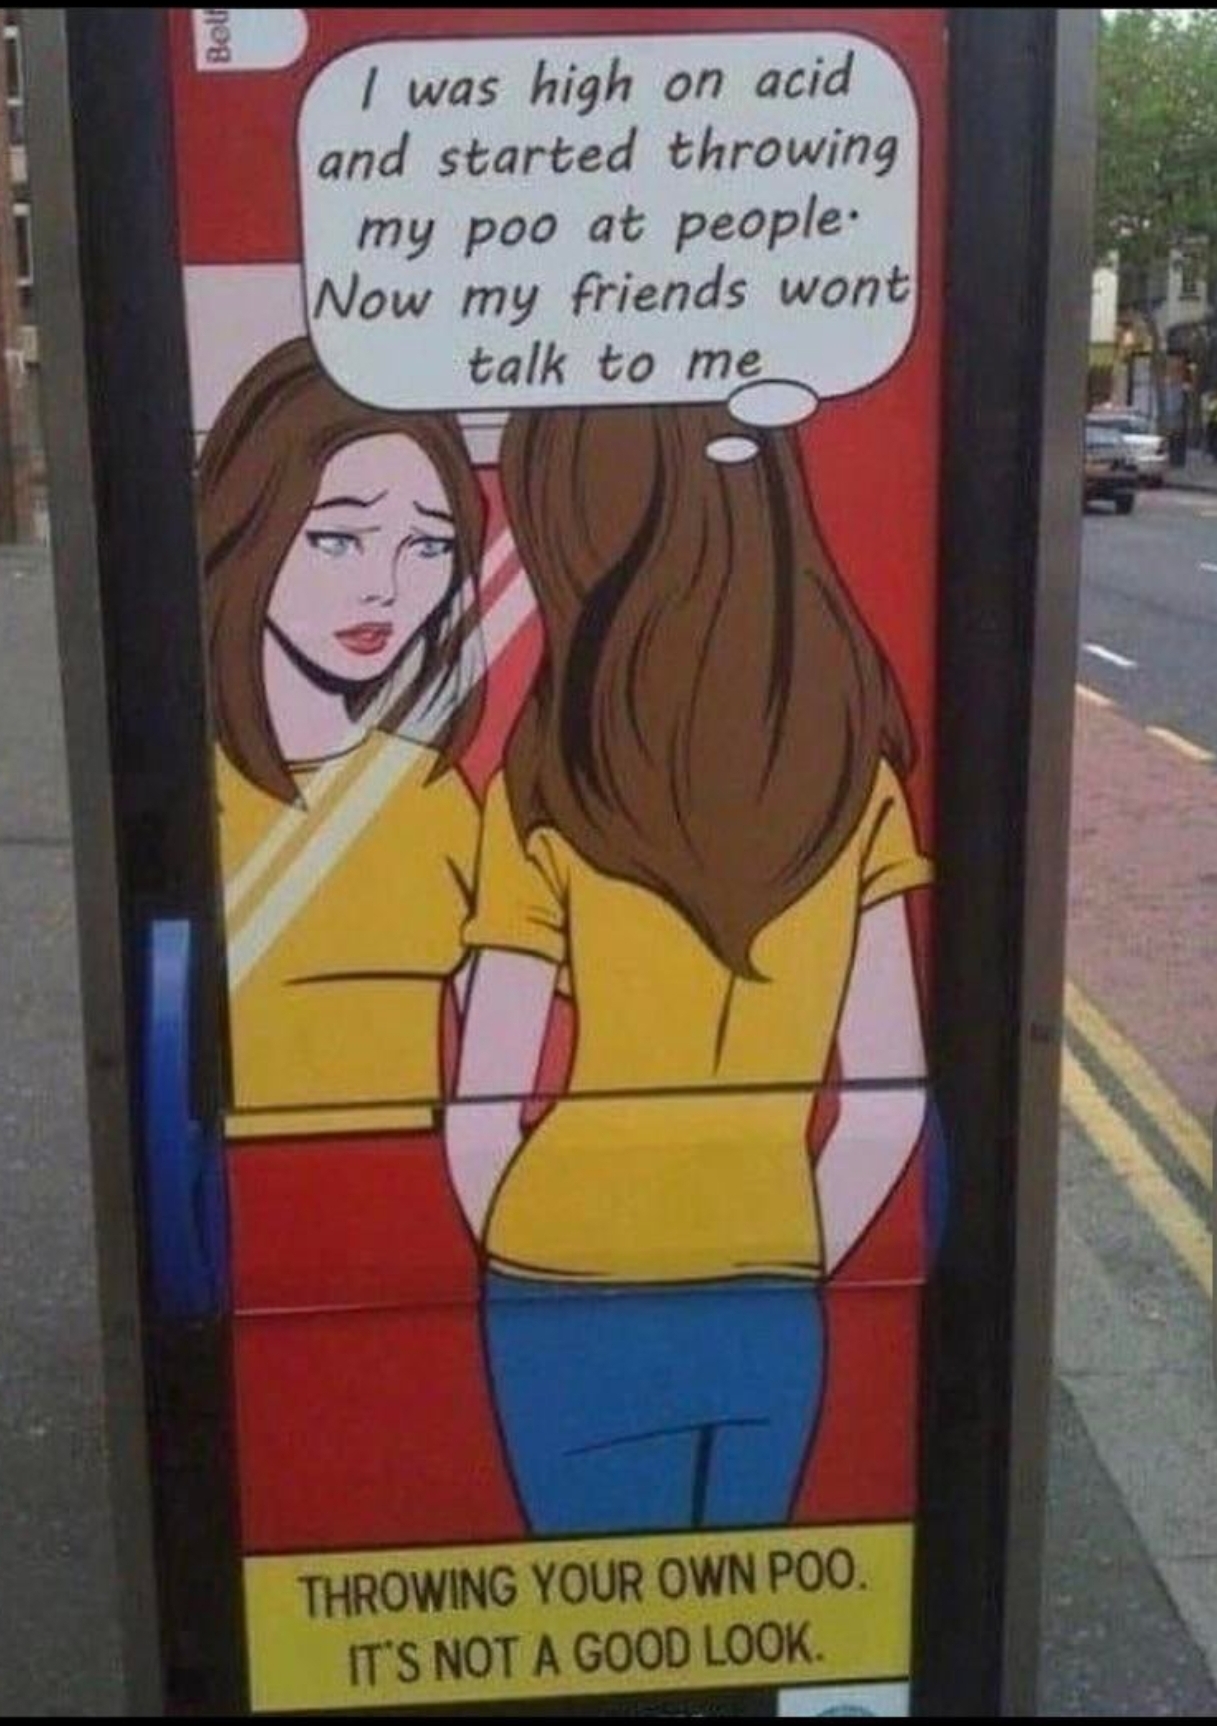 I was high on acid
and started throwing
my poo at people.
Now my friends wont
talk to me
THROWING YOUR OWN POO.
IT'S NOT A GOOD LOOK.